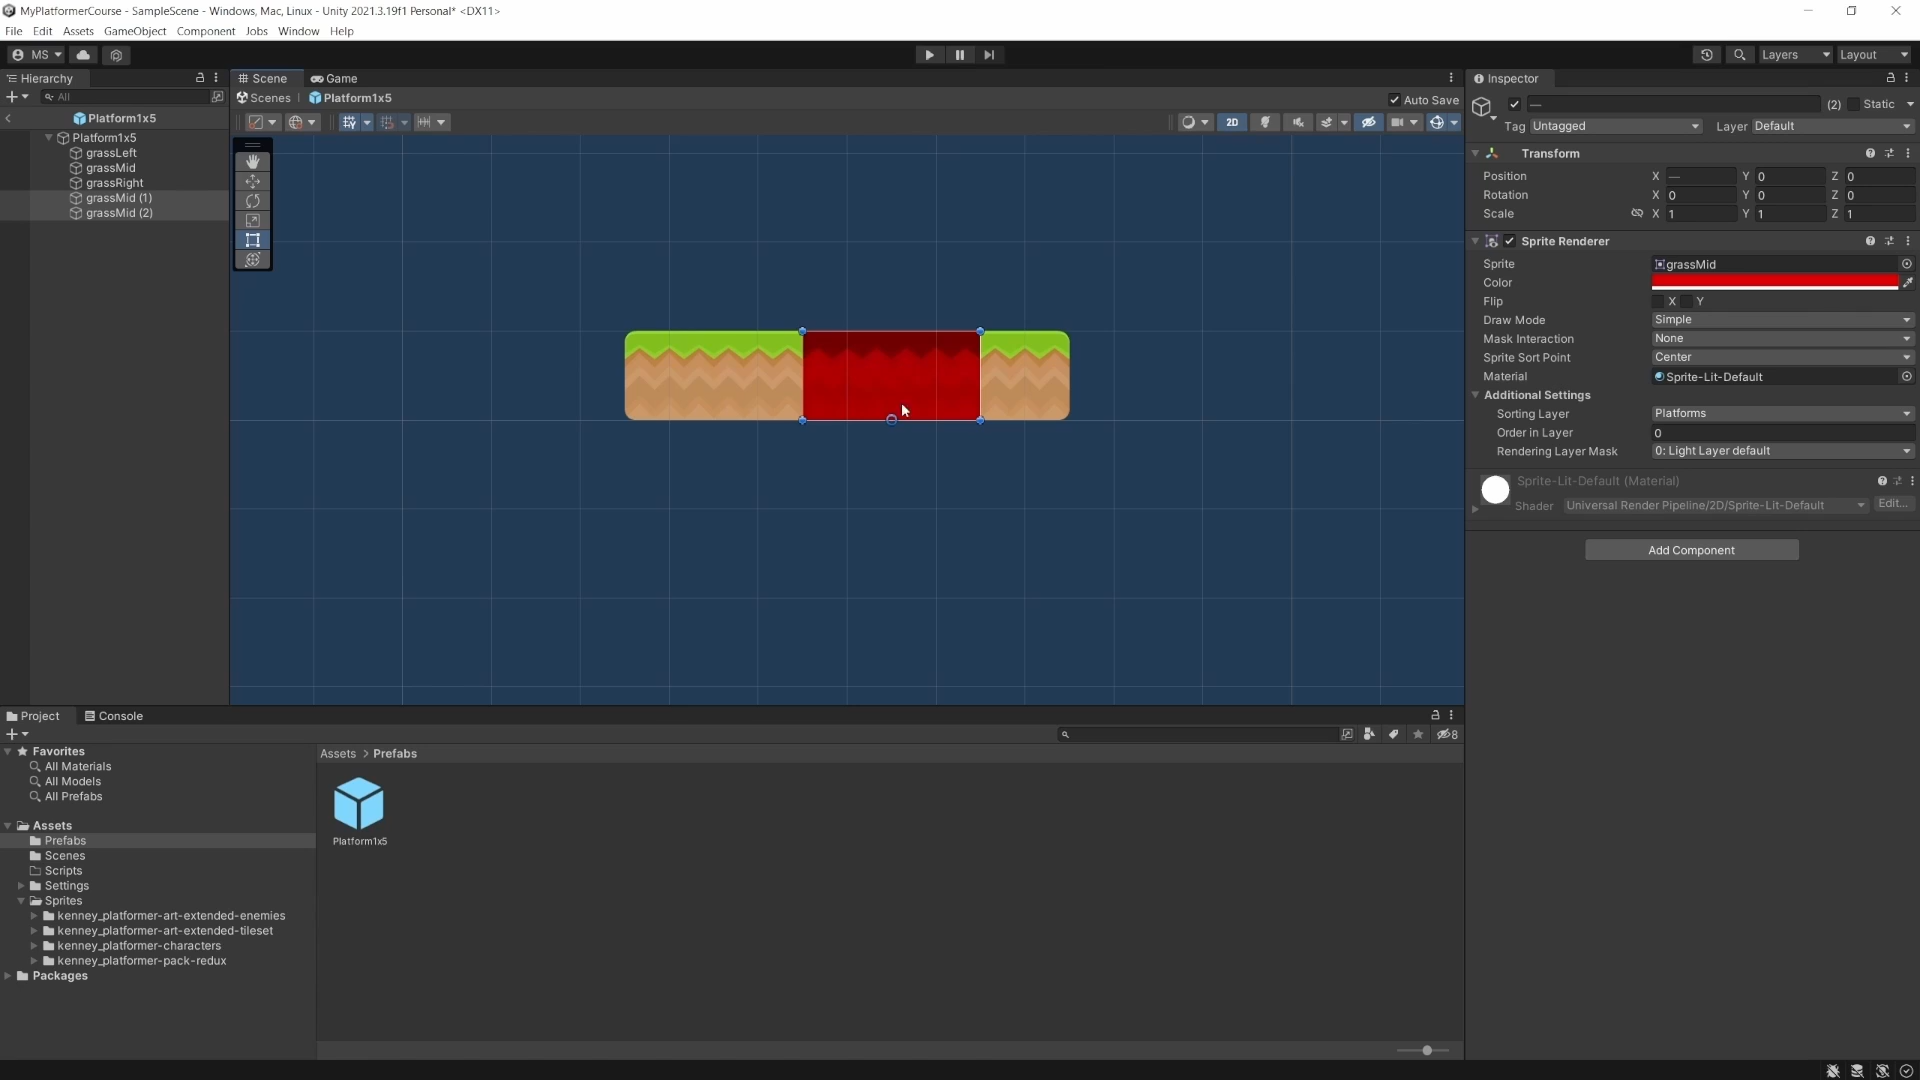 MyPlatformerCourse - SampleScene - Windows, Mac, Linux - Unity 2021.3.19f1 Personal* <DX11>
File Edit Assets GameObject Component Jobs Window Help
MS Layers Layout
Hierarchy
All
Platform1x5
Platform1x5
grassLeft
grassMid
grassRight
grassMid (1)
grassMid (2)
Scene Game
Scenes Platform1x5 Auto Save
2D
Inspector
— (2) Static
Tag Untagged Layer Default
Transform
Position X — Y 0 Z 0
Rotation X 0 Y 0 Z 0
Scale X 1 Y 1 Z 1
Sprite Renderer
Sprite grassMid
Color
Flip X Y
Draw Mode Simple
Mask Interaction None
Sprite Sort Point Center
Material Sprite-Lit-Default
Additional Settings
Sorting Layer Platforms
Order in Layer 0
Rendering Layer Mask 0: Light Layer default
Sprite-Lit-Default (Material)
Shader Universal Render Pipeline/2D/Sprite-Lit-Default Edit...
Add Component
Project Console
8
Favorites
All Materials
All Models
All Prefabs
Assets
Prefabs
Scenes
Scripts
Settings
Sprites
kenney_platformer-art-extended-enemies
kenney_platformer-art-extended-tileset
kenney_platformer-characters
kenney_platformer-pack-redux
Packages
Assets > Prefabs
Platform1x5